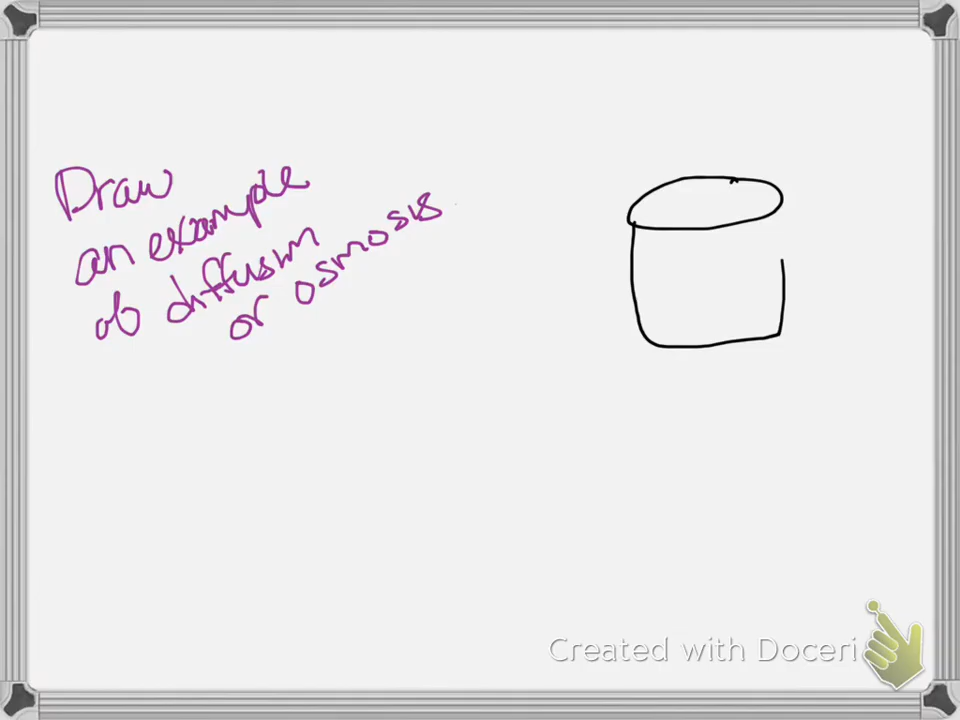 Draw
an example
of diffusion
or osmosis
Created with Doceri